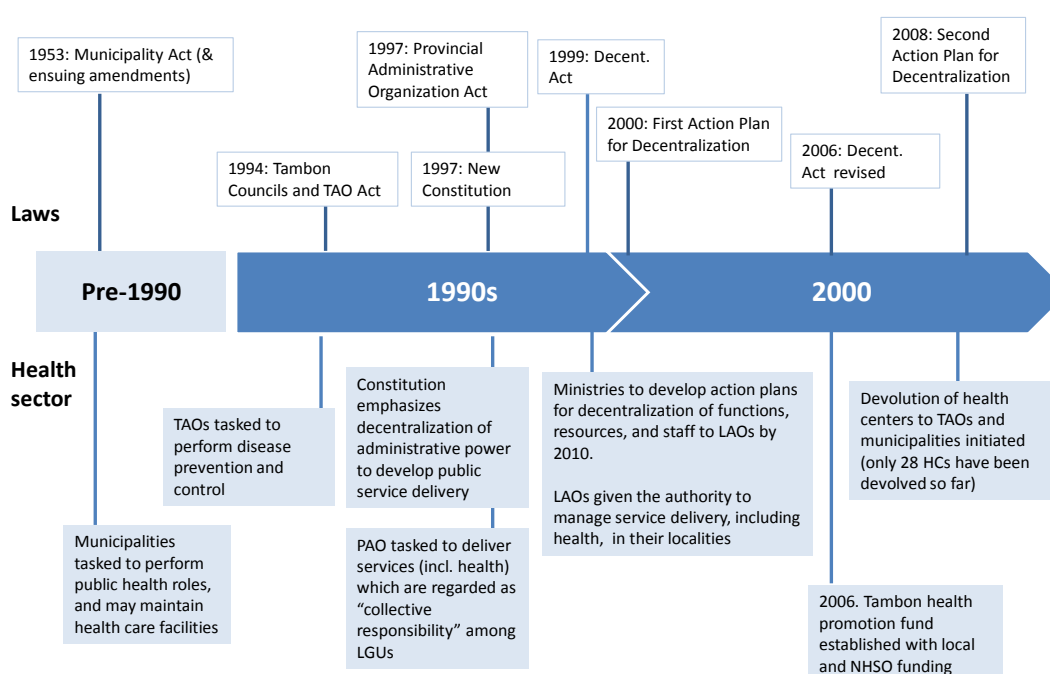 1953: Municipality Act (&
ensuing amendments)
1994: Tambon
Councils and TAO Act
1997: Provincial
Administrative
Organization Act
1997: New
Constitution
1999: Decent.
Act
2000: First Action Plan
for Decentralization
2006: Decent.
Act revised
2008: Second
Action Plan for
Decentralization
Laws
Pre-1990
1990s
2000
Health
sector
Municipalities
tasked to perform
public health roles,
and may maintain
health care facilities
TAOs tasked to
perform disease
prevention and
control
Constitution
emphasizes
decentralization of
administrative power
to develop public
service delivery
PAO tasked to deliver
services (incl. health)
which are regarded as
“collective
responsibility” among
LGUs
Ministries to develop action plans
for decentralization of functions,
resources, and staff to LAOs by
2010.
LAOs given the authority to
manage service delivery, including
health, in their localities
2006. Tambon health
promotion fund
established with local
and NHSO funding
Devolution of health
centers to TAOs and
municipalities initiated
(only 28 HCs have been
devolved so far)